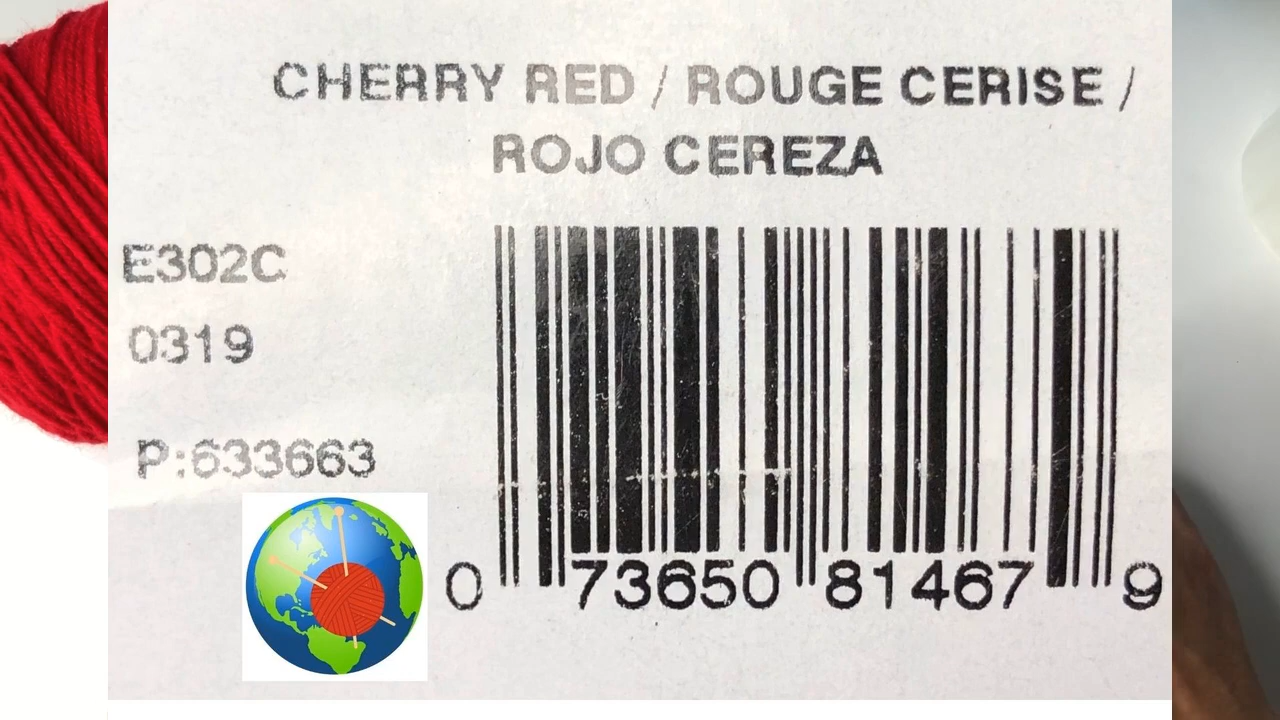 CHERRY RED / ROUGE CERISE /
ROJO CEREZA
E302C
0319
P:633663
0 73650 81467 9